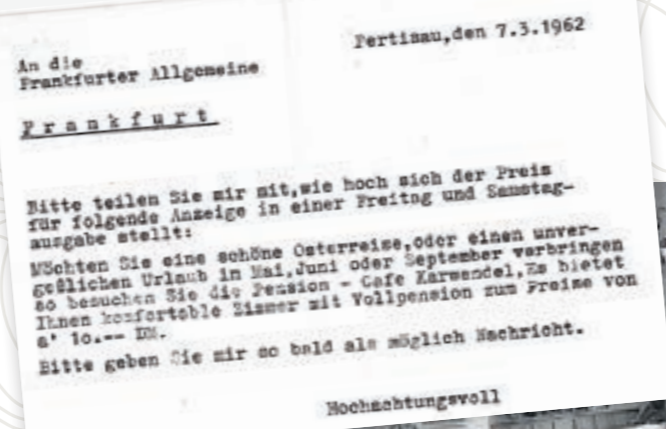 Pertisau,den 7.3.1962
An die
Frankfurter Allgemeine
F r a n k f u r t
Bitte teilen Sie mir mit,wie hoch sich der Preis
für folgende Anzeige in einer Freitag und Samstag-
ausgabe stellt:
Möchten Sie eine schöne Osterreise,oder einen unver-
geßlichen Urlaub in Mai,Juni oder September verbringen
so besuchen Sie die Pension - Cafe Karwendel.Es bietet
Ihnen komfortable Zimmer mit Vollpension zum Preise von
a' 10.-- DM.
Bitte geben Sie mir so bald als möglich Nachricht.
Hochachtungsvoll